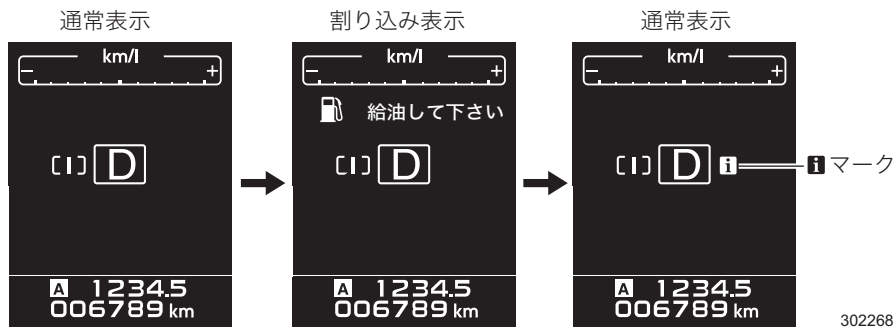 通常表示
km/l
− +
[I] D
A 1234.5
006789 km
割り込み表示
km/l
− +
給油して下さい
[I] D
A 1234.5
006789 km
通常表示
km/l
− +
[I] D i
iマーク
A 1234.5
006789 km
302268